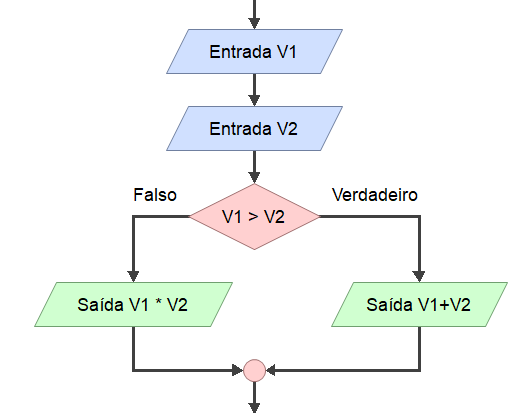 Entrada V1
Entrada V2
Falso
Verdadeiro
V1 > V2
Saída V1 * V2
Saída V1+V2